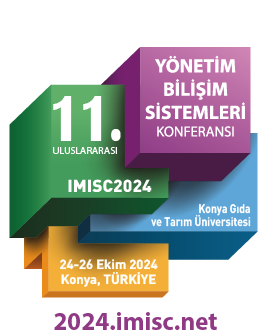 11.
ULUSLARARASI
YÖNETİM
BİLİŞİM
SİSTEMLERİ
KONFERANSI
IMISC2024
Konya Gıda
ve Tarım Üniversitesi
24-26 Ekim 2024
Konya, TÜRKİYE
2024.imisc.net